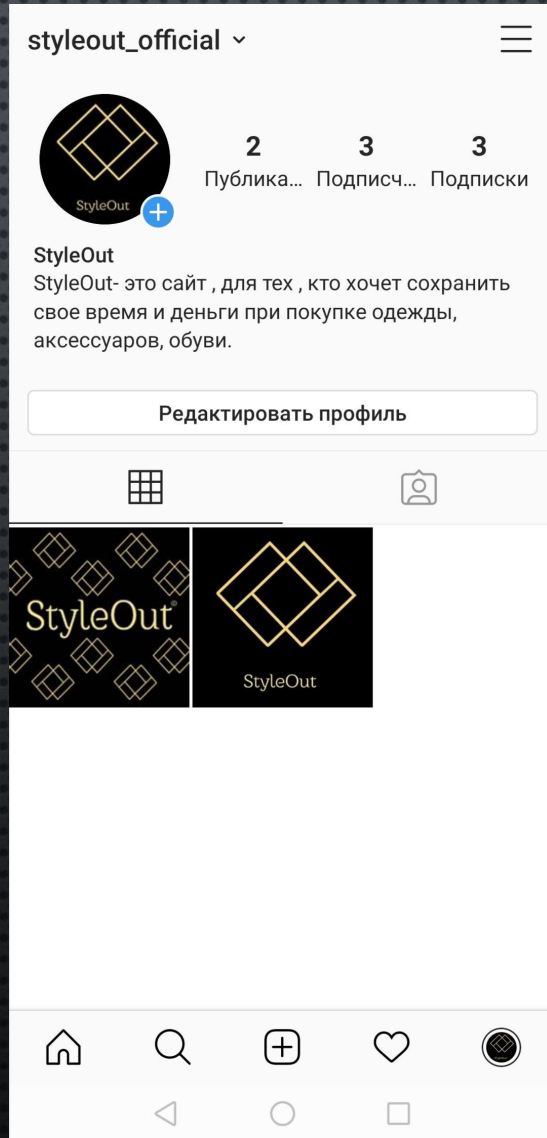 styleout_official
StyleOut
2 3 3
Публика... Подписч... Подписки
StyleOut
StyleOut- это сайт , для тех , кто хочет сохранить
свое время и деньги при покупке одежды,
аксессуаров, обуви.
Редактировать профиль
StyleOut®
StyleOut